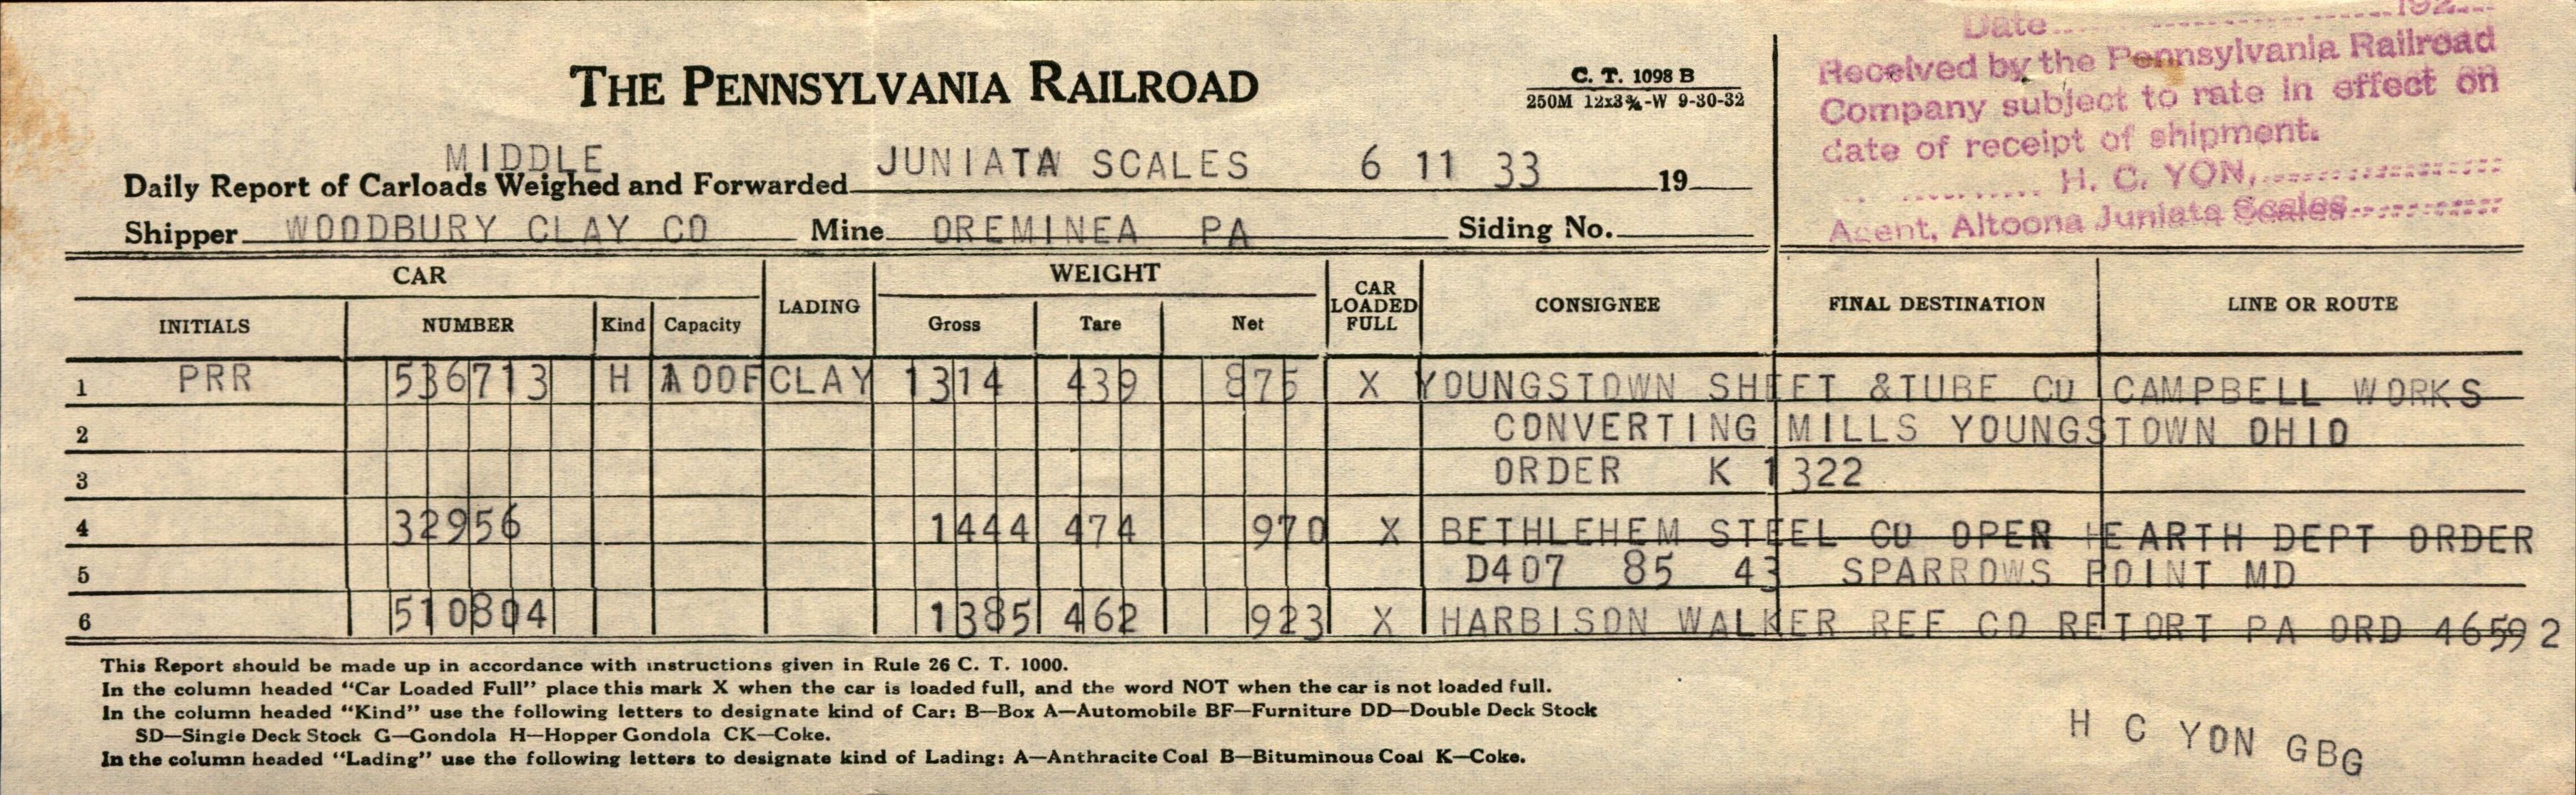 Date 192
Received by the Pennsylvania Railroad
Company subject to rate in effect on
date of receipt of shipment.
H. C. YON,
Agent, Altoona Juniata Scales
THE PENNSYLVANIA RAILROAD
C. T. 1098 B
250M 12x3¾-W 9-30-32
MIDDLE
Daily Report of Carloads Weighed and Forwarded JUNIATA SCALES 6 11 33 19
Shipper WOODBURY CLAY CO Mine OREMINEA PA Siding No.
CAR LADING WEIGHT CAR LOADED FULL CONSIGNEE FINAL DESTINATION LINE OR ROUTE
INITIALS NUMBER Kind Capacity Gross Tare Net
1 PRR 536713 H 100F CLAY 1314 439 875 X YOUNGSTOWN SHEET &TUBE CO CAMPBELL WORKS
2 CONVERTING MILLS YOUNGSTOWN OHIO
3 ORDER K 1322
4 32956 1444 474 970 X BETHLEHEM STEEL CO OPEN HEARTH DEPT ORDER
5 D407 85 43 SPARROWS POINT MD
6 510804 1385 462 923 X HARBISON WALKER REF CO RETORT PA ORD 46592
This Report should be made up in accordance with instructions given in Rule 26 C. T. 1000.
In the column headed "Car Loaded Full" place this mark X when the car is loaded full, and the word NOT when the car is not loaded full.
In the column headed "Kind" use the following letters to designate kind of Car: B—Box A—Automobile BF—Furniture DD—Double Deck Stock
SD—Single Deck Stock G—Gondola H—Hopper Gondola CK—Coke.
In the column headed "Lading" use the following letters to designate kind of Lading: A—Anthracite Coal B—Bituminous Coal K—Coke.
H C YON GBG